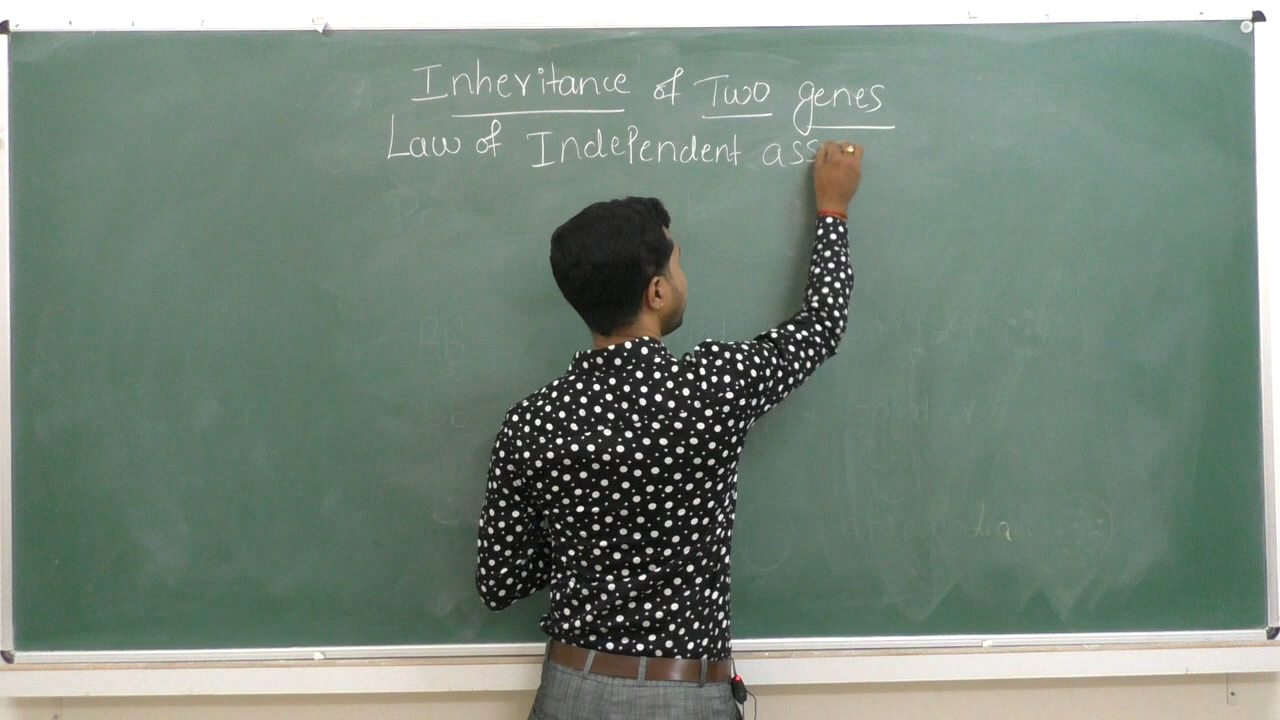 Inheritance of Two genes
Law of Independent ass